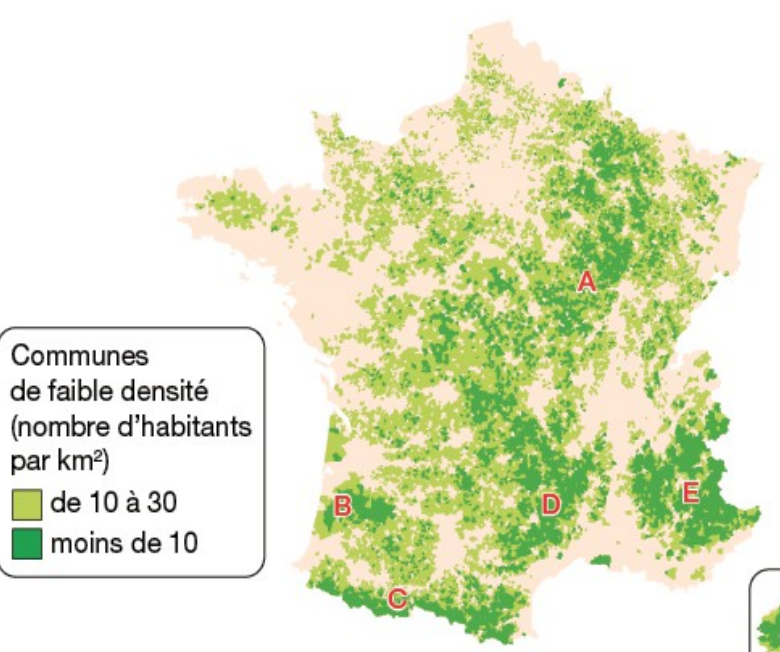 A
B
D
E
C
Communes
de faible densité
(nombre d'habitants
par km²)
de 10 à 30
moins de 10